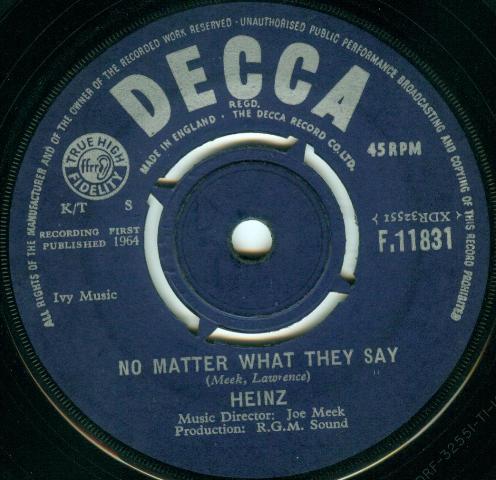 ALL RIGHTS OF THE MANUFACTURER AND OF THE OWNER OF THE RECORDED WORK RESERVED · UNAUTHORISED PUBLIC PERFORMANCE BROADCASTING AND COPYING OF THIS RECORD PROHIBITED
DECCA
REGD.
MADE IN ENGLAND · THE DECCA RECORD CO. LTD.
TRUE HIGH
ffrr
FIDELITY
45 RPM
K/T S
XDR32551
RECORDING FIRST
PUBLISHED 1964
F.11831
Ivy Music
NO MATTER WHAT THEY SAY
(Meek, Lawrence)
HEINZ
Music Director: Joe Meek
Production: R.G.M. Sound